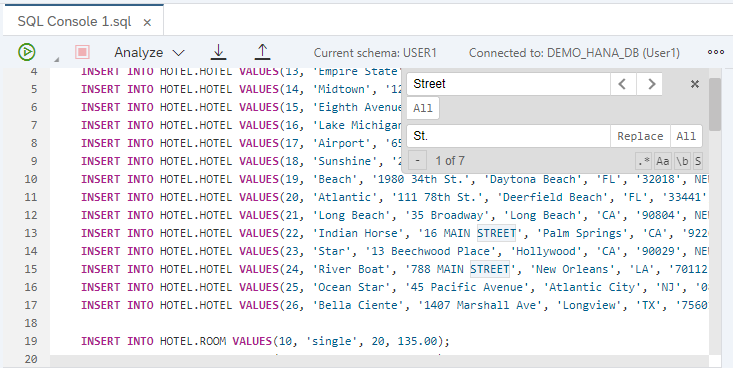 SQL Console 1.sql ×
Analyze Current schema: USER1 Connected to: DEMO_HANA_DB (User1)
Street
All
St. Replace All
- 1 of 7 .* Aa \b S
4 INSERT INTO HOTEL.HOTEL VALUES(13, 'Empire State'
5 INSERT INTO HOTEL.HOTEL VALUES(14, 'Midtown', '12
6 INSERT INTO HOTEL.HOTEL VALUES(15, 'Eighth Avenue
7 INSERT INTO HOTEL.HOTEL VALUES(16, 'Lake Michigan
8 INSERT INTO HOTEL.HOTEL VALUES(17, 'Airport', '65
9 INSERT INTO HOTEL.HOTEL VALUES(18, 'Sunshine', '2
10 INSERT INTO HOTEL.HOTEL VALUES(19, 'Beach', '1980 34th St.', 'Daytona Beach', 'FL', '32018', NE
11 INSERT INTO HOTEL.HOTEL VALUES(20, 'Atlantic', '111 78th St.', 'Deerfield Beach', 'FL', '33441'
12 INSERT INTO HOTEL.HOTEL VALUES(21, 'Long Beach', '35 Broadway', 'Long Beach', 'CA', '90804', NE
13 INSERT INTO HOTEL.HOTEL VALUES(22, 'Indian Horse', '16 MAIN STREET', 'Palm Springs', 'CA', '922
14 INSERT INTO HOTEL.HOTEL VALUES(23, 'Star', '13 Beechwood Place', 'Hollywood', 'CA', '90029', NE
15 INSERT INTO HOTEL.HOTEL VALUES(24, 'River Boat', '788 MAIN STREET', 'New Orleans', 'LA', '70112
16 INSERT INTO HOTEL.HOTEL VALUES(25, 'Ocean Star', '45 Pacific Avenue', 'Atlantic City', 'NJ', '0
17 INSERT INTO HOTEL.HOTEL VALUES(26, 'Bella Ciente', '1407 Marshall Ave', 'Longview', 'TX', '7560
18
19 INSERT INTO HOTEL.ROOM VALUES(10, 'single', 20, 135.00);
20